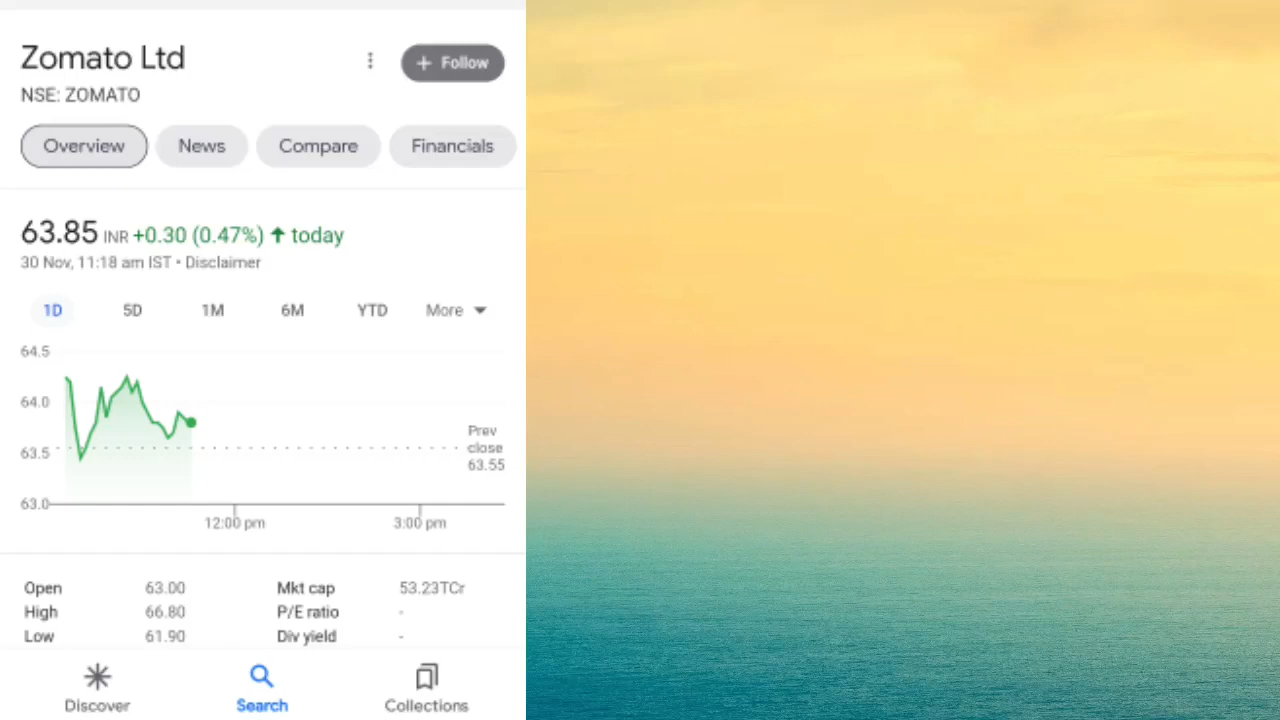 Zomato Ltd
+ Follow
NSE: ZOMATO
Overview News Compare Financials
63.85 INR +0.30 (0.47%) ↑ today
30 Nov, 11:18 am IST • Disclaimer
1D 5D 1M 6M YTD More
64.5
64.0
63.5
63.0
Prev
close
63.55
12:00 pm 3:00 pm
Open 63.00 Mkt cap 53.23TCr
High 66.80 P/E ratio -
Low 61.90 Div yield -
Discover Search Collections